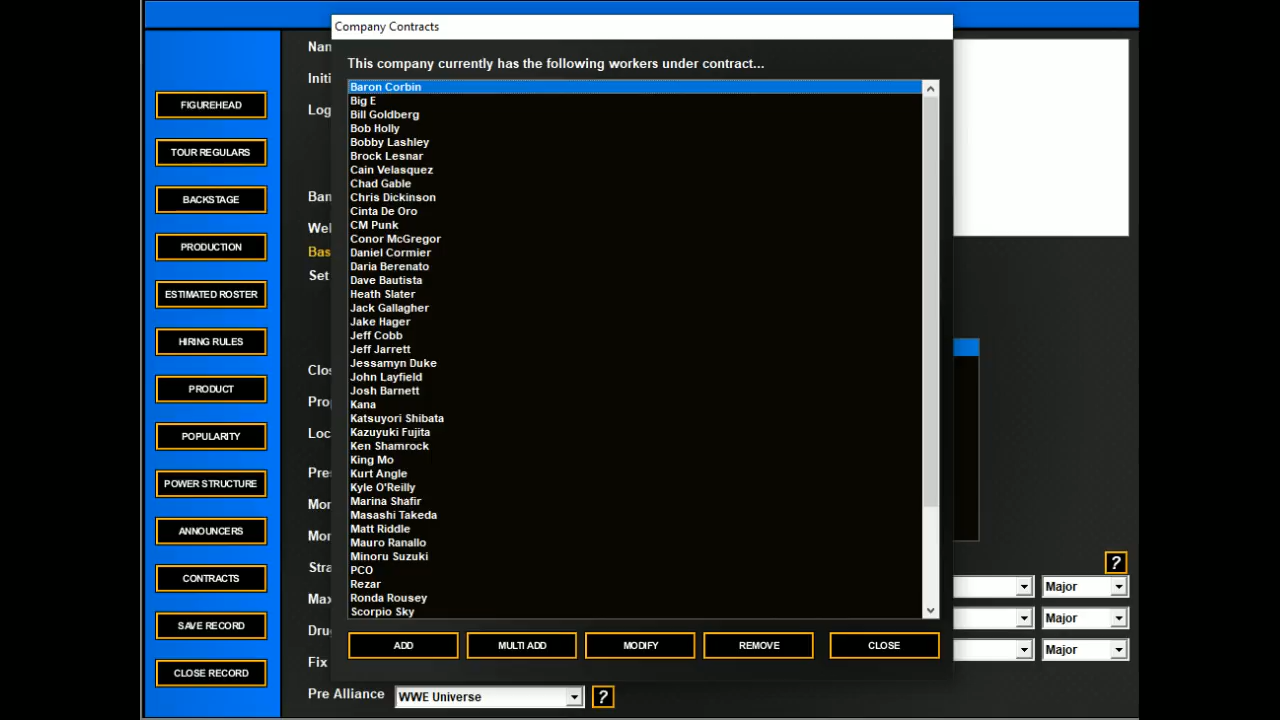 Company Contracts
This company currently has the following workers under contract...
Baron Corbin
Big E
Bill Goldberg
Bob Holly
Bobby Lashley
Brock Lesnar
Cain Velasquez
Chad Gable
Chris Dickinson
Cinta De Oro
CM Punk
Conor McGregor
Daniel Cormier
Daria Berenato
Dave Bautista
Heath Slater
Jack Gallagher
Jake Hager
Jeff Cobb
Jeff Jarrett
Jessamyn Duke
John Layfield
Josh Barnett
Kana
Katsuyori Shibata
Kazuyuki Fujita
Ken Shamrock
King Mo
Kurt Angle
Kyle O'Reilly
Marina Shafir
Masashi Takeda
Matt Riddle
Mauro Ranallo
Minoru Suzuki
PCO
Rezar
Ronda Rousey
Scorpio Sky
ADD
MULTI ADD
MODIFY
REMOVE
CLOSE
FIGUREHEAD
TOUR REGULARS
BACKSTAGE
PRODUCTION
ESTIMATED ROSTER
HIRING RULES
PRODUCT
POPULARITY
POWER STRUCTURE
ANNOUNCERS
CONTRACTS
SAVE RECORD
CLOSE RECORD
Set
Fix
Pre Alliance
WWE Universe
?
?
Major
Major
Major